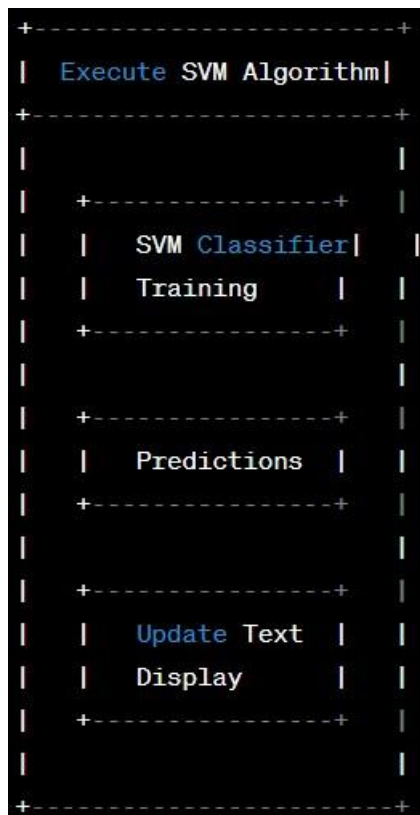 +------------------------+
|  Execute SVM Algorithm|
+------------------------+
|                        |
|   +----------------+   |
|   |   SVM Classifier|   |
|   |   Training     |   |
|   +----------------+   |
|                        |
|   +----------------+   |
|   |   Predictions  |   |
|   +----------------+   |
|                        |
|   +----------------+   |
|   |   Update Text  |   |
|   |   Display      |   |
|   +----------------+   |
|                        |
+------------------------+